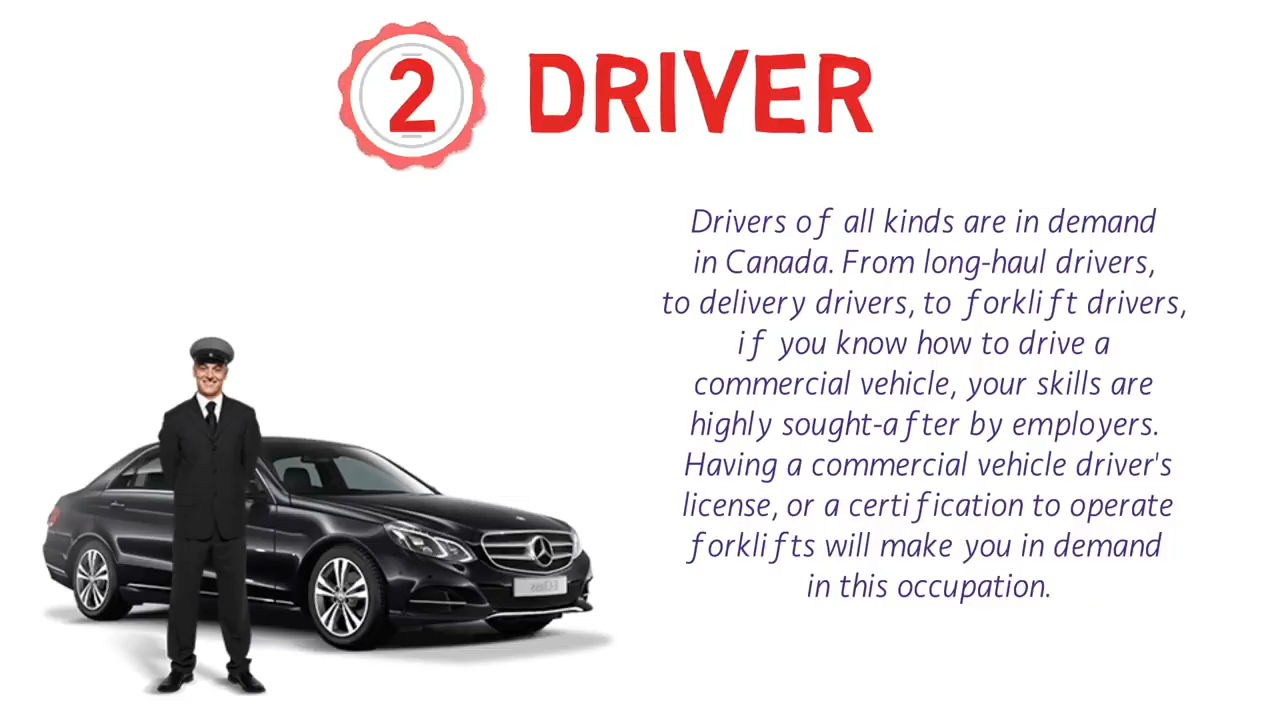 2 DRIVER
Drivers of all kinds are in demand
in Canada. From long-haul drivers,
to delivery drivers, to forklift drivers,
if you know how to drive a
commercial vehicle, your skills are
highly sought-after by employers.
Having a commercial vehicle driver's
license, or a certification to operate
forklifts will make you in demand
in this occupation.
E-Class